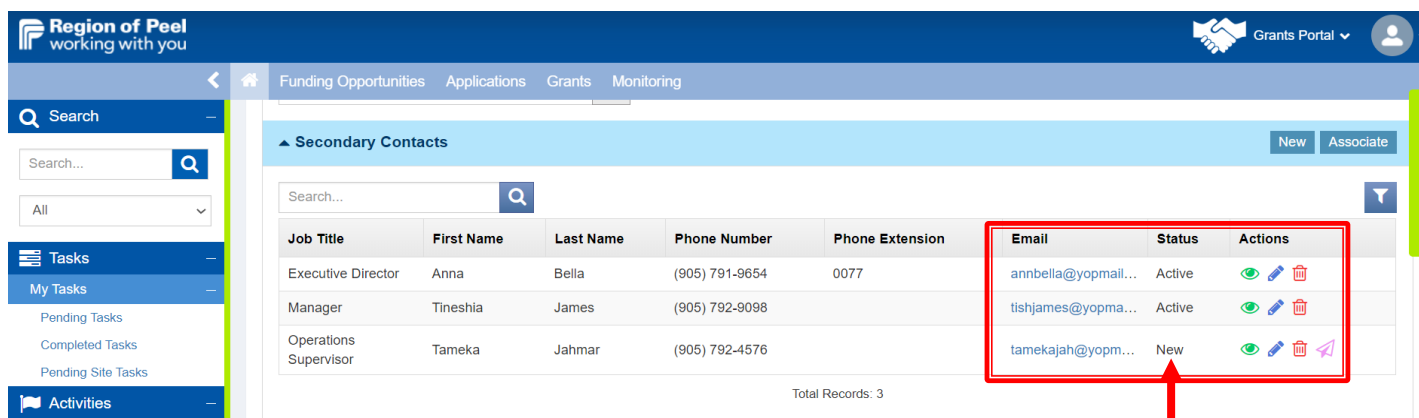 Region of Peel
working with you
Grants Portal
Funding Opportunities Applications Grants Monitoring
Search
Search...
All
Tasks
My Tasks
Pending Tasks
Completed Tasks
Pending Site Tasks
Activities
Secondary Contacts
New Associate
Search...
Job Title First Name Last Name Phone Number Phone Extension Email Status Actions
Executive Director Anna Bella (905) 791-9654 0077 annbella@yopmail... Active
Manager Tineshia James (905) 792-9098 tishjames@yopma... Active
Operations Supervisor Tameka Jahmar (905) 792-4576 tamekajah@yopm... New
Total Records: 3